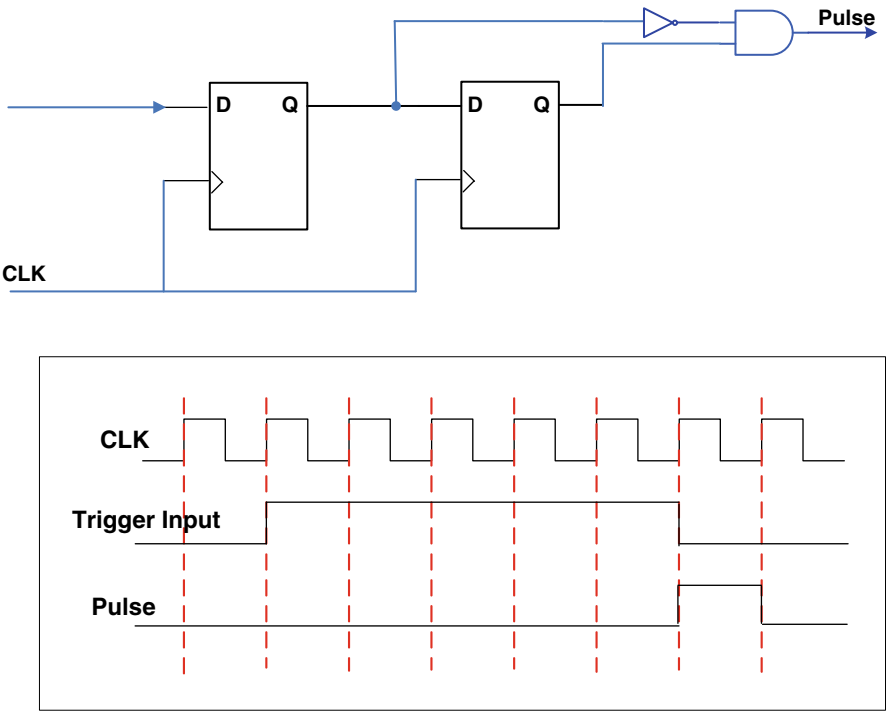 Pulse
D Q D Q
CLK
CLK
Trigger Input
Pulse